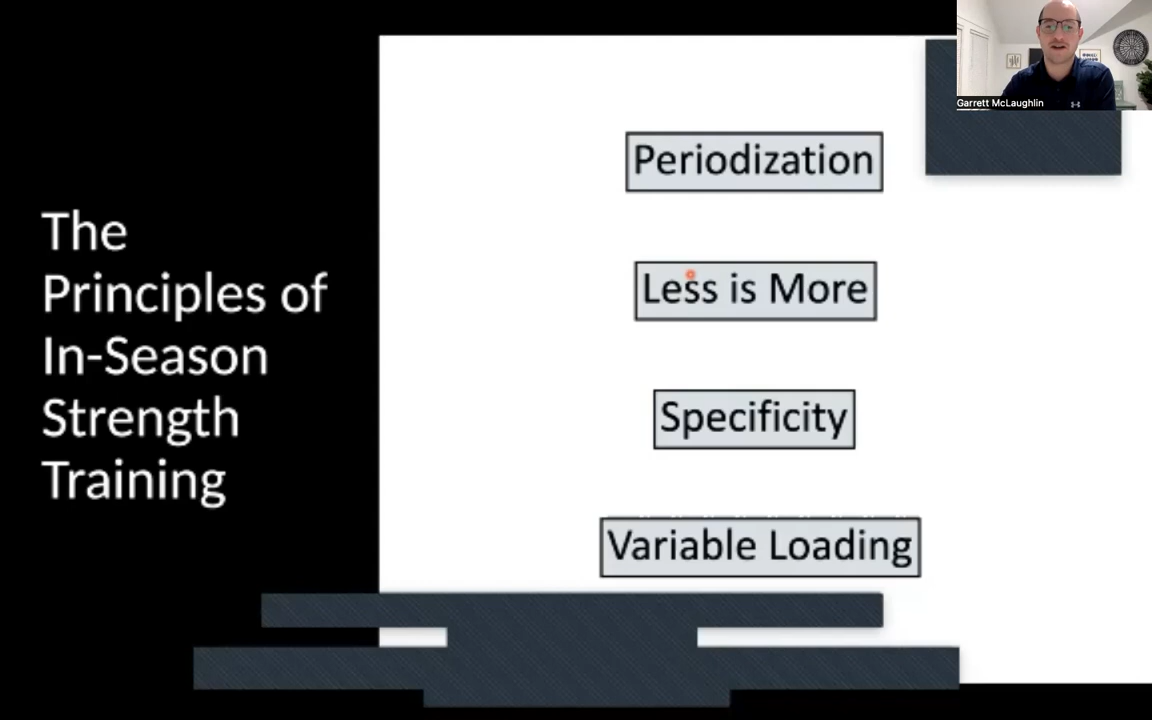 The
Principles of
In-Season
Strength
Training
Periodization
Less is More
Specificity
Variable Loading
Garrett McLaughlin